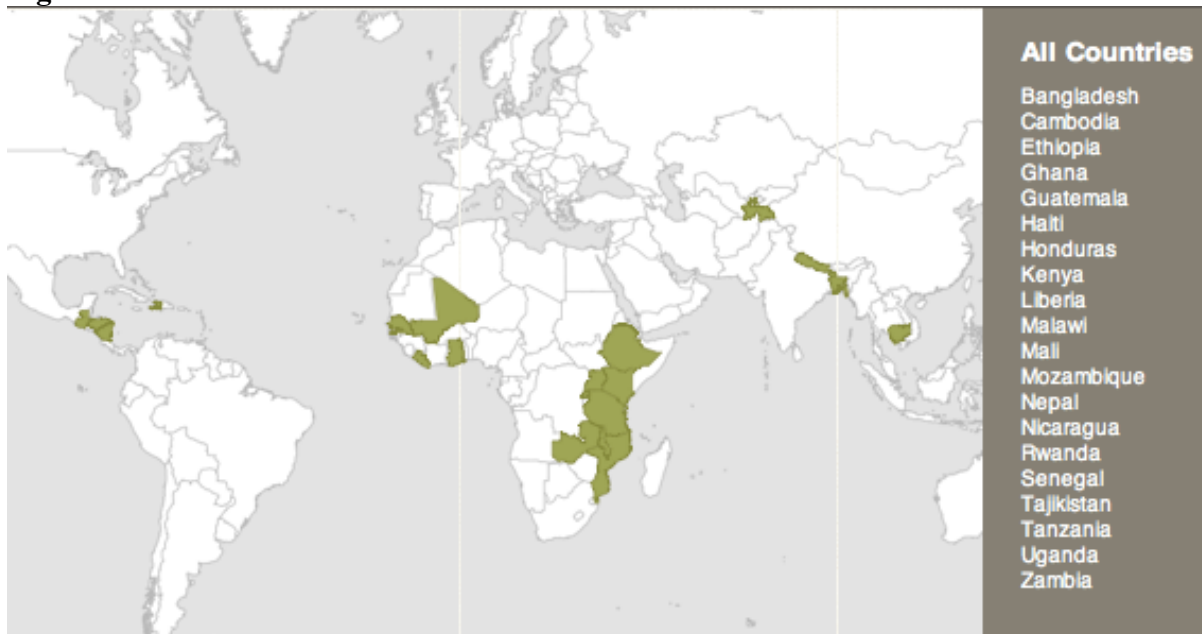 All Countries
Bangladesh
Cambodia
Ethiopia
Ghana
Guatemala
Haiti
Honduras
Kenya
Liberia
Malawi
Mali
Mozambique
Nepal
Nicaragua
Rwanda
Senegal
Tajikistan
Tanzania
Uganda
Zambia